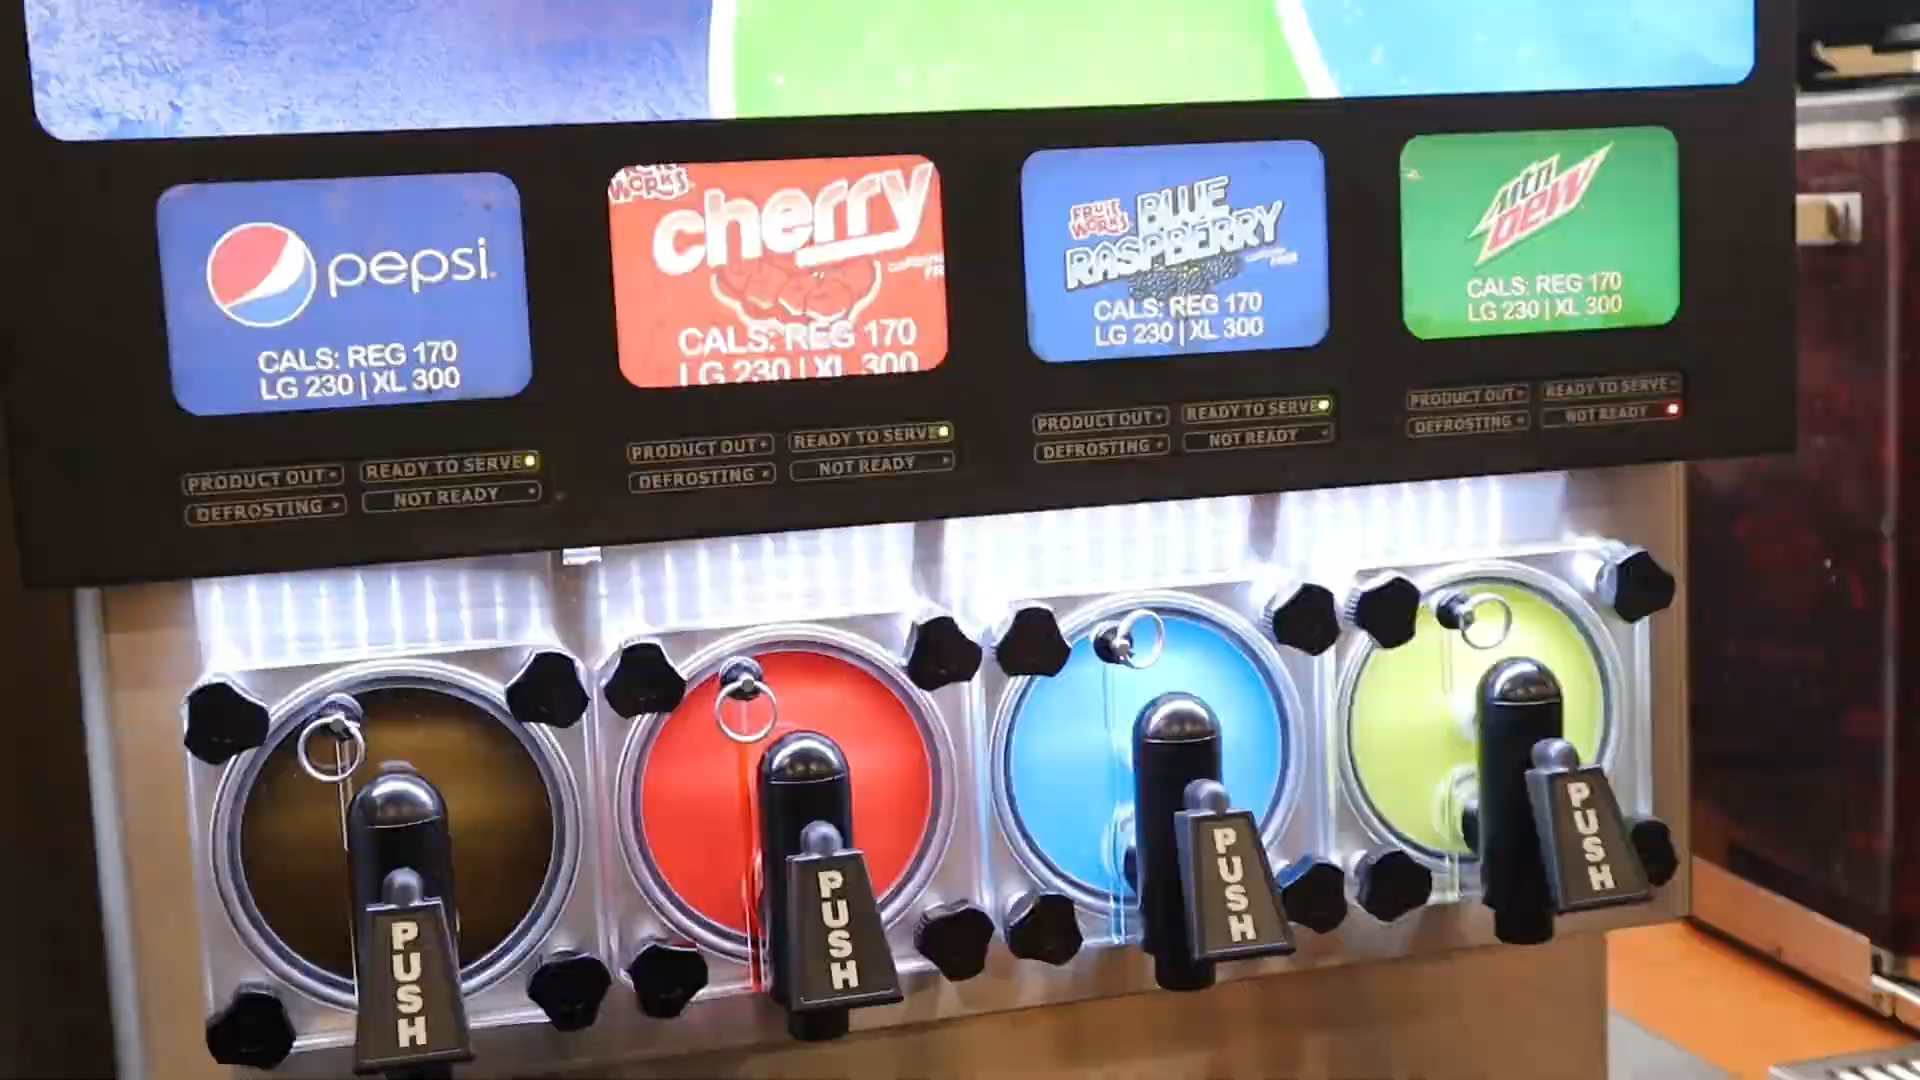 pepsi.
CALS: REG 170
LG 230 | XL 300
WORKS
cherry
CALS: REG 170
LG 230 | XL 300
FRUIT
WORKS
BLUE
RASPBERRY
CALS: REG 170
LG 230 | XL 300
mtn
DEW
CALS: REG 170
LG 230 | XL 300
PRODUCT OUT
READY TO SERVE
DEFROSTING
NOT READY
PRODUCT OUT
READY TO SERVE
DEFROSTING
NOT READY
PRODUCT OUT
READY TO SERVE
DEFROSTING
NOT READY
PRODUCT OUT
READY TO SERVE
DEFROSTING
NOT READY
PUSH
PUSH
PUSH
PUSH